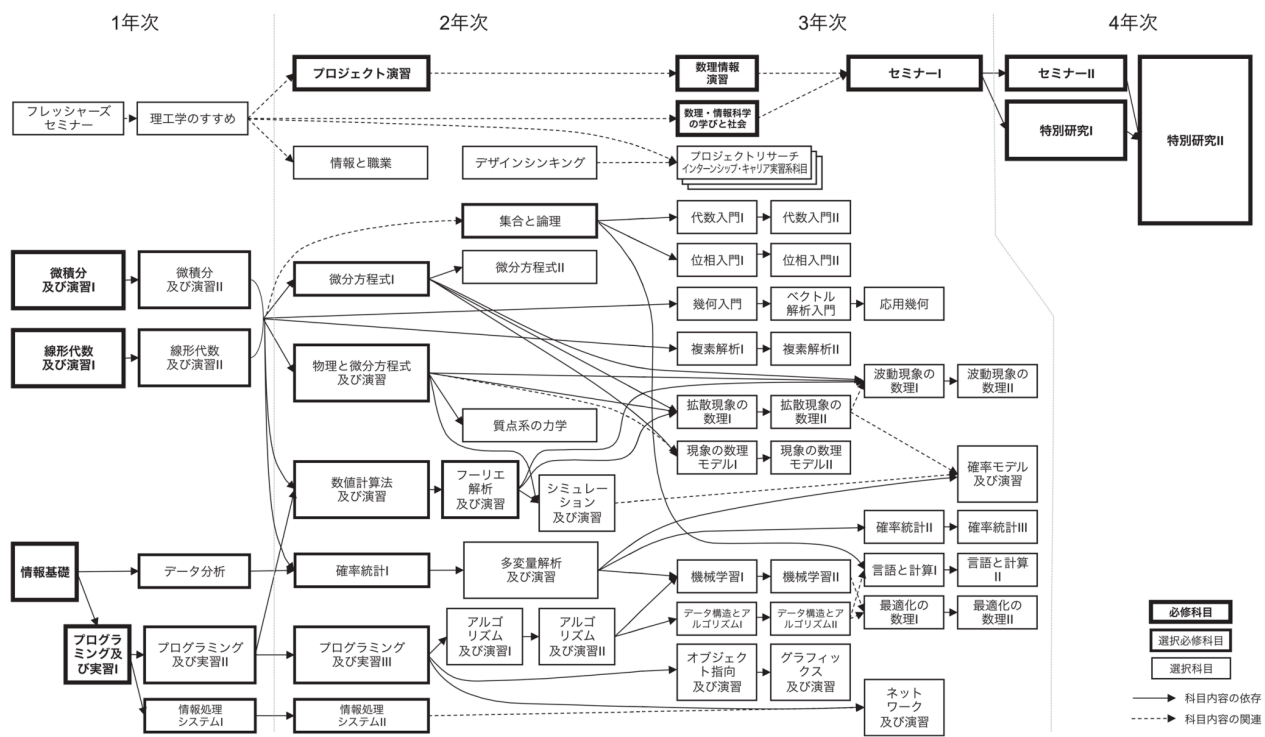 1年次
2年次
3年次
4年次
フレッシャーズ
セミナー
理工学のすすめ
プロジェクト演習
情報と職業
デザインシンキング
数理情報
演習
数理・情報科学
の学びと社会
プロジェクトリサーチ
インターンシップ・キャリア実習系科目
セミナーI
セミナーII
特別研究I
特別研究II
微積分
及び演習I
微積分
及び演習II
線形代数
及び演習I
線形代数
及び演習II
集合と論理
微分方程式I
微分方程式II
物理と微分方程式
及び演習
質点系の力学
数値計算法
及び演習
フーリエ
解析
及び演習
シミュレー
ション
及び演習
代数入門I
代数入門II
位相入門I
位相入門II
幾何入門
ベクトル
解析入門
応用幾何
複素解析I
複素解析II
波動現象の
数理I
波動現象の
数理II
拡散現象の
数理I
拡散現象の
数理II
現象の数理
モデルI
現象の数理
モデルII
確率モデル
及び演習
情報基礎
データ分析
確率統計I
多変量解析
及び演習
確率統計II
確率統計III
機械学習I
機械学習II
言語と計算I
言語と計算
II
プログラ
ミング及
び実習I
プログラミング
及び実習II
プログラミング
及び実習III
アルゴ
リズム
及び演習I
アルゴ
リズム
及び演習II
データ構造とア
ルゴリズムI
データ構造とア
ルゴリズムII
最適化の
数理I
最適化の
数理II
オブジェク
ト指向
及び演習
グラフィッ
クス
及び演習
情報処理
システムI
情報処理
システムII
ネット
ワーク
及び演習
必修科目
選択必修科目
選択科目
科目内容の依存
科目内容の関連